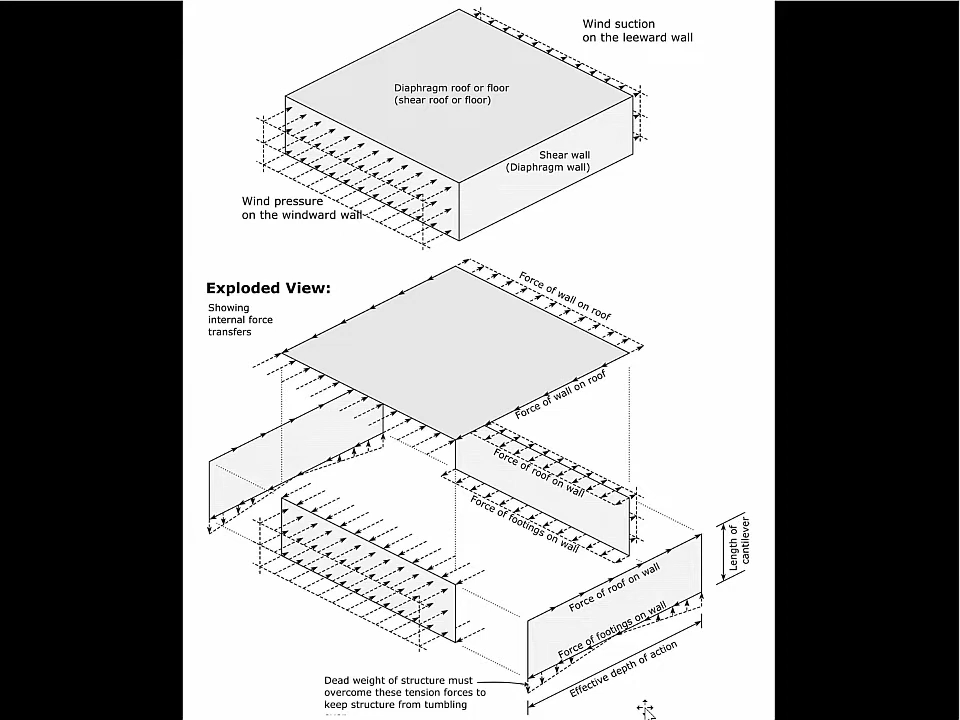 Wind suction
on the leeward wall
Diaphragm roof or floor
(shear roof or floor)
Shear wall
(Diaphragm wall)
Wind pressure
on the windward wall
Exploded View:
Showing
internal force
transfers
Force of wall on roof
Force of wall on roof
Force of roof on wall
Force of footings on wall
Length of
cantilever
Force of roof on wall
Force of footings on wall
Effective depth of action
Dead weight of structure must
overcome these tension forces to
keep structure from tumbling